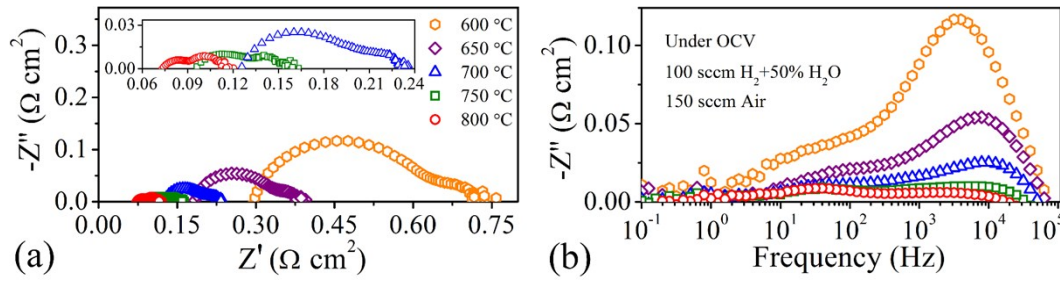 0.03
0.00
0.06 0.09 0.12 0.15 0.18 0.21 0.24
0.3
0.2
0.1
0.0
-Z'' (Ω cm²)
0.00 0.15 0.30 0.45 0.60 0.75
Z' (Ω cm²)
(a)
600 °C
650 °C
700 °C
750 °C
800 °C
0.10
0.05
0.00
-Z'' (Ω cm²)
Under OCV
100 sccm H₂+50% H₂O
150 sccm Air
10⁻¹ 10⁰ 10¹ 10² 10³ 10⁴ 10⁵
Frequency (Hz)
(b)